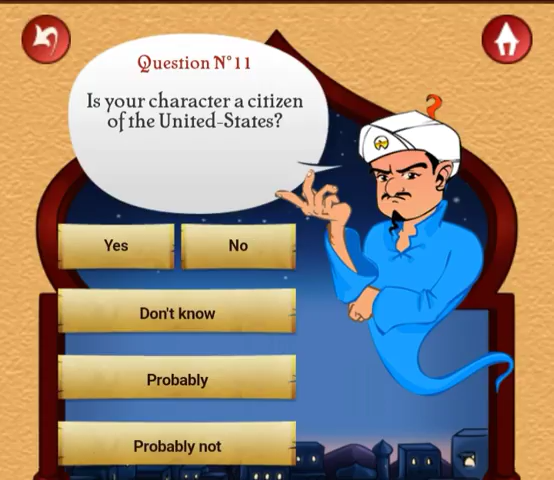 Question N°11
Is your character a citizen
of the United-States?
Yes
No
Don't know
Probably
Probably not